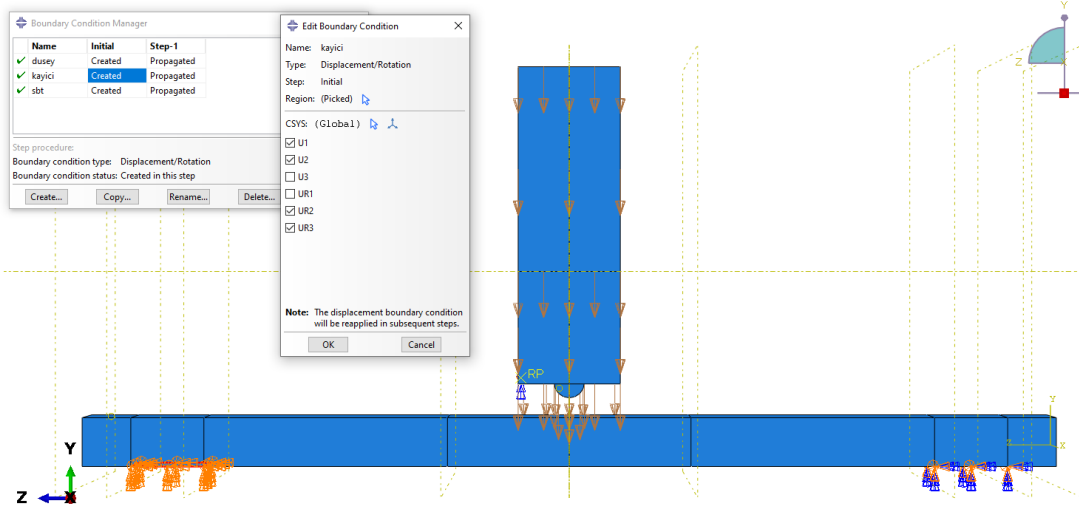 Boundary Condition Manager
Name Initial Step-1
dusey Created Propagated
kayici Created Propagated
sbt Created Propagated
Step procedure:
Boundary condition type: Displacement/Rotation
Boundary condition status: Created in this step
Create... Copy... Rename... Delete...
Edit Boundary Condition
Name: kayici
Type: Displacement/Rotation
Step: Initial
Region: (Picked)
CSYS: (Global)
U1
U2
U3
UR1
UR2
UR3
Note: The displacement boundary condition
will be reapplied in subsequent steps.
OK Cancel
Y
Z
RP
Y
X
Y
Z X